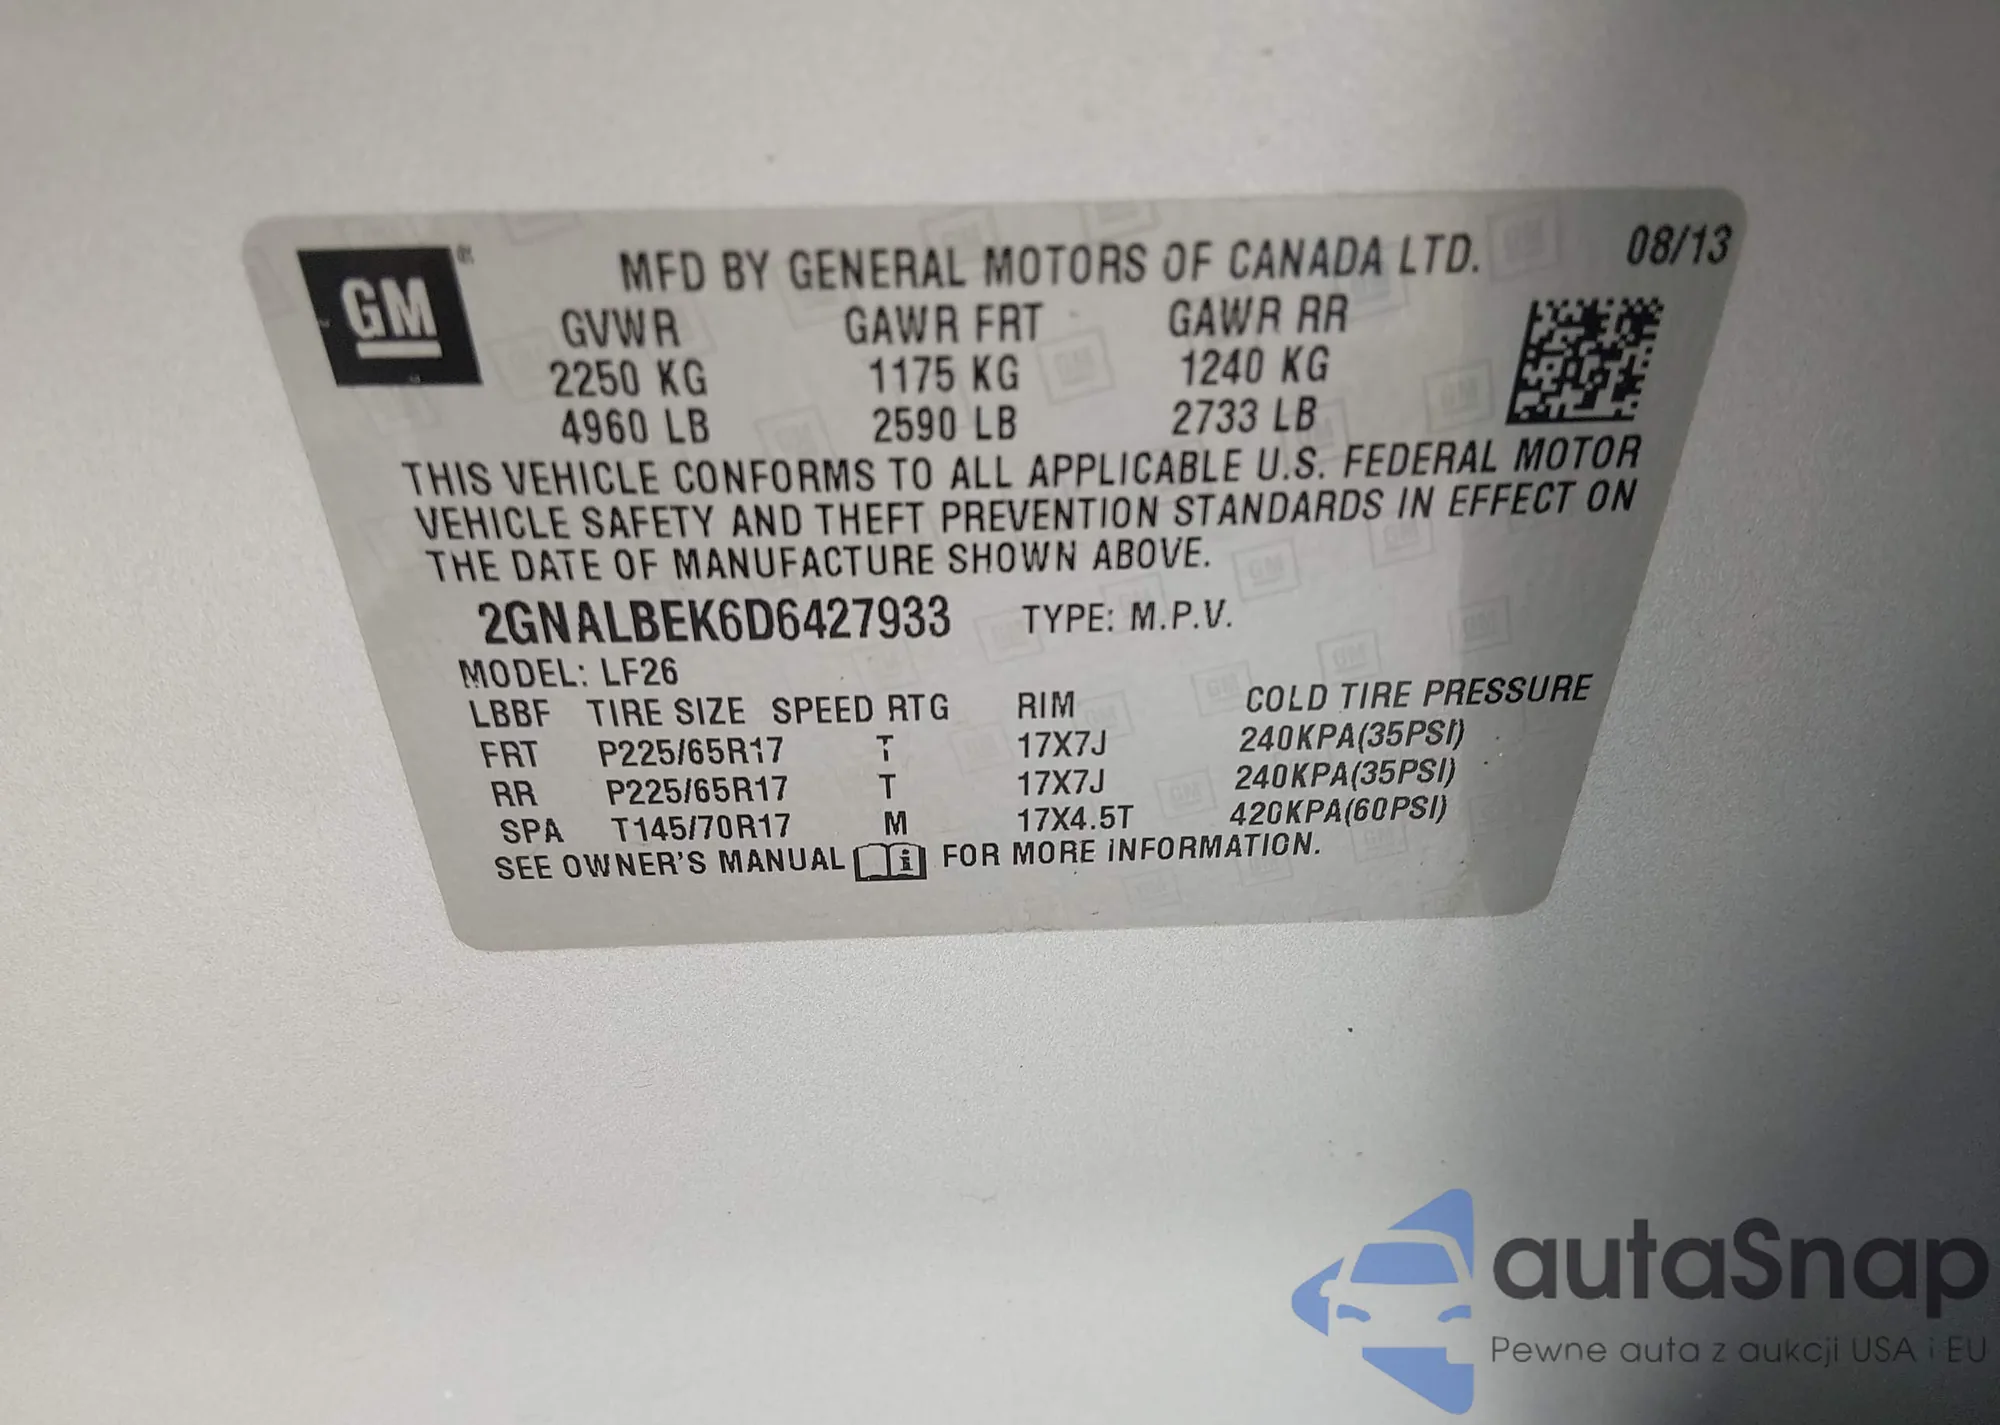 GM ®
MFD BY GENERAL MOTORS OF CANADA LTD. 08/13
GVWR GAWR FRT GAWR RR
2250 KG 1175 KG 1240 KG
4960 LB 2590 LB 2733 LB
THIS VEHICLE CONFORMS TO ALL APPLICABLE U.S. FEDERAL MOTOR
VEHICLE SAFETY AND THEFT PREVENTION STANDARDS IN EFFECT ON
THE DATE OF MANUFACTURE SHOWN ABOVE.
2GNALBEK6D6427933 TYPE: M.P.V.
MODEL: LF26
LBBF TIRE SIZE SPEED RTG RIM COLD TIRE PRESSURE
FRT P225/65R17 T 17X7J 240KPA(35PSI)
RR P225/65R17 T 17X7J 240KPA(35PSI)
SPA T145/70R17 M 17X4.5T 420KPA(60PSI)
SEE OWNER'S MANUAL i FOR MORE INFORMATION.
autaSnap
Pewne auta z aukcji USA i EU